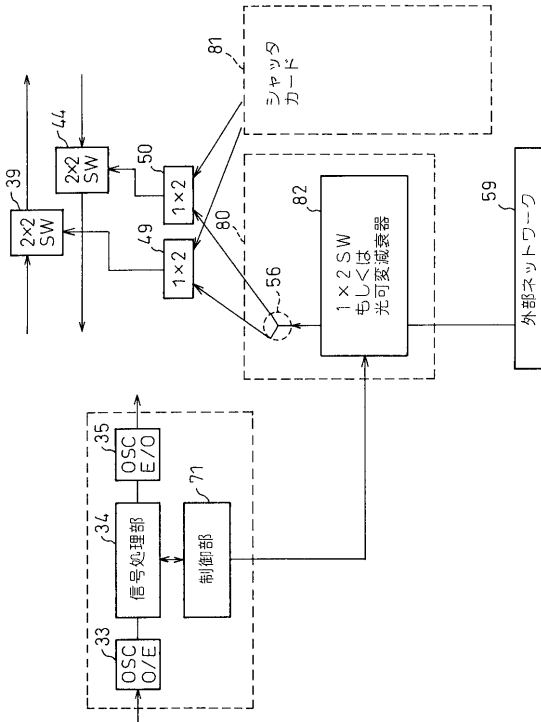 33
OSC
O/E
34
信号処理部
35
OSC
E/O
71
制御部
39
2×2
SW
44
2×2
SW
49
1×2
50
1×2
56
80
82
1×2SW
もしくは
光可変減衰器
81
シャッタ
カード
59
外部ネットワーク